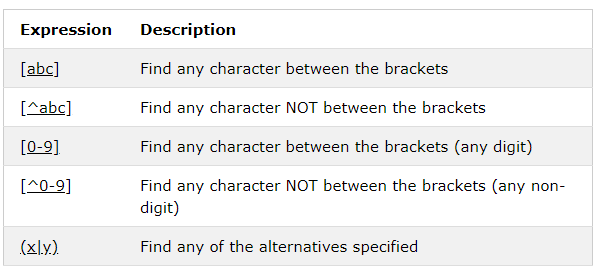 Expression Description
[abc] Find any character between the brackets
[^abc] Find any character NOT between the brackets
[0-9] Find any character between the brackets (any digit)
[^0-9] Find any character NOT between the brackets (any non-
digit)
(x|y) Find any of the alternatives specified